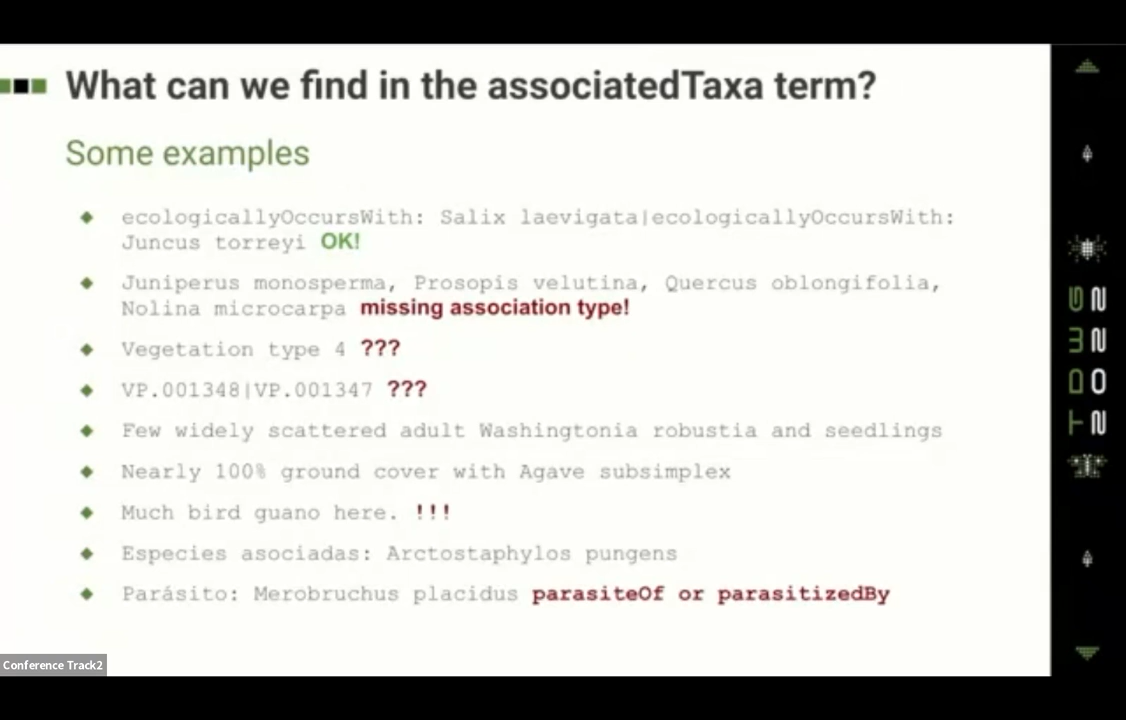 What can we find in the associatedTaxa term?
Some examples
ecologicallyOccursWith: Salix laevigata|ecologicallyOccursWith:
Juncus torreyi OK!
Juniperus monosperma, Prosopis velutina, Quercus oblongifolia,
Nolina microcarpa missing association type!
Vegetation type 4 ???
VP.001348|VP.001347 ???
Few widely scattered adult Washingtonia robustia and seedlings
Nearly 100% ground cover with Agave subsimplex
Much bird guano here. !!!
Especies asociadas: Arctostaphylos pungens
Parásito: Merobruchus placidus parasiteOf or parasitizedBy
Conference Track2